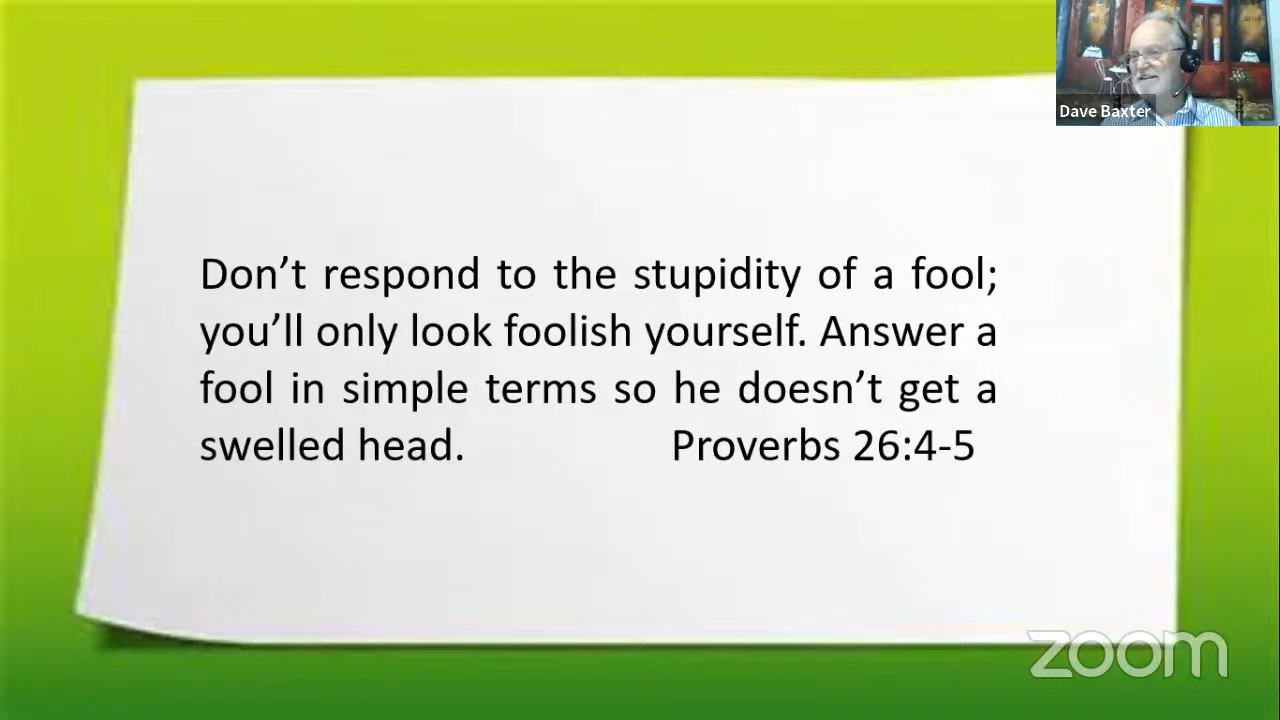 Dave Baxter
Don’t respond to the stupidity of a fool;
you’ll only look foolish yourself. Answer a
fool in simple terms so he doesn’t get a
swelled head. Proverbs 26:4-5
zoom